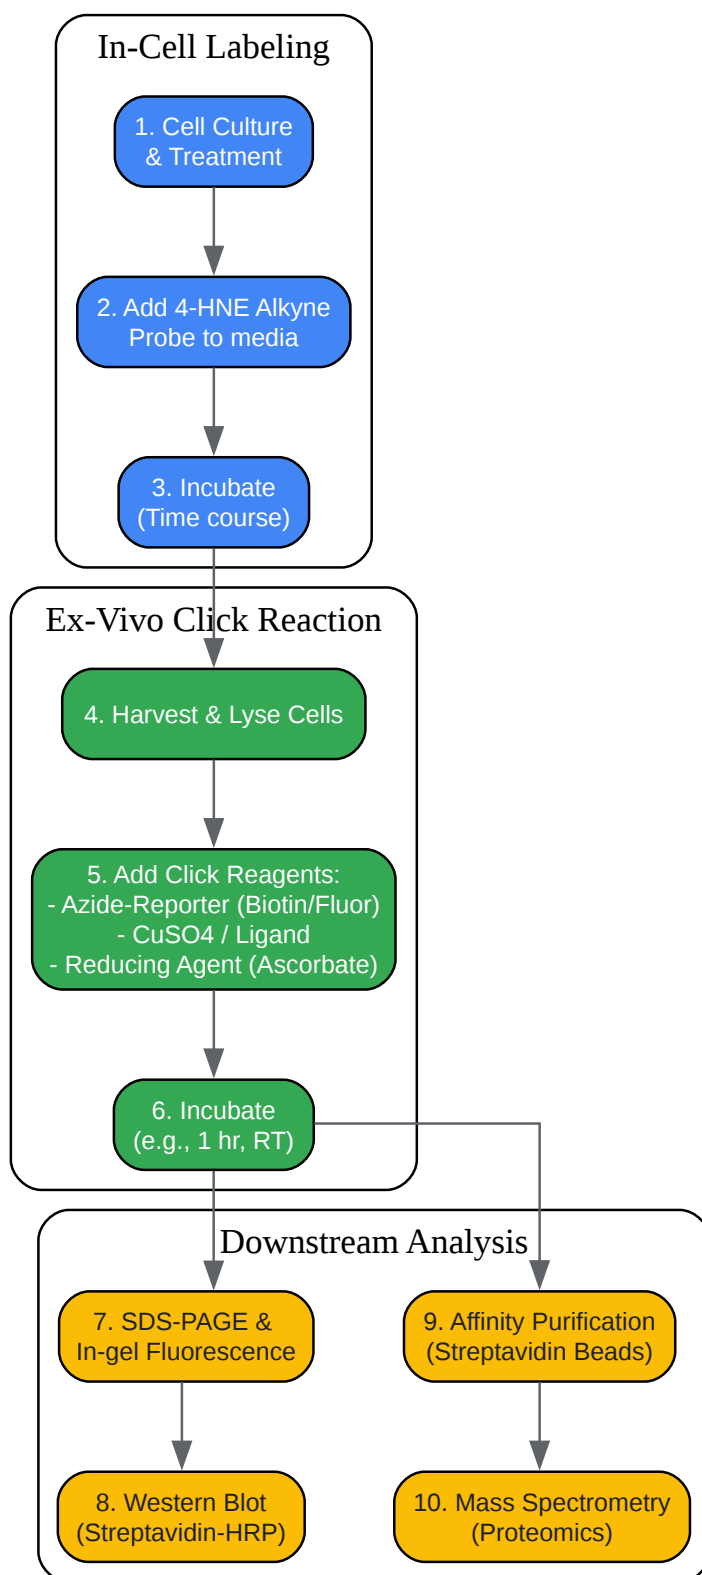 In-Cell Labeling
1. Cell Culture
& Treatment
2. Add 4-HNE Alkyne
Probe to media
3. Incubate
(Time course)
Ex-Vivo Click Reaction
4. Harvest & Lyse Cells
5. Add Click Reagents:
- Azide-Reporter (Biotin/Fluor)
- CuSO4 / Ligand
- Reducing Agent (Ascorbate)
6. Incubate
(e.g., 1 hr, RT)
Downstream Analysis
7. SDS-PAGE &
In-gel Fluorescence
8. Western Blot
(Streptavidin-HRP)
9. Affinity Purification
(Streptavidin Beads)
10. Mass Spectrometry
(Proteomics)